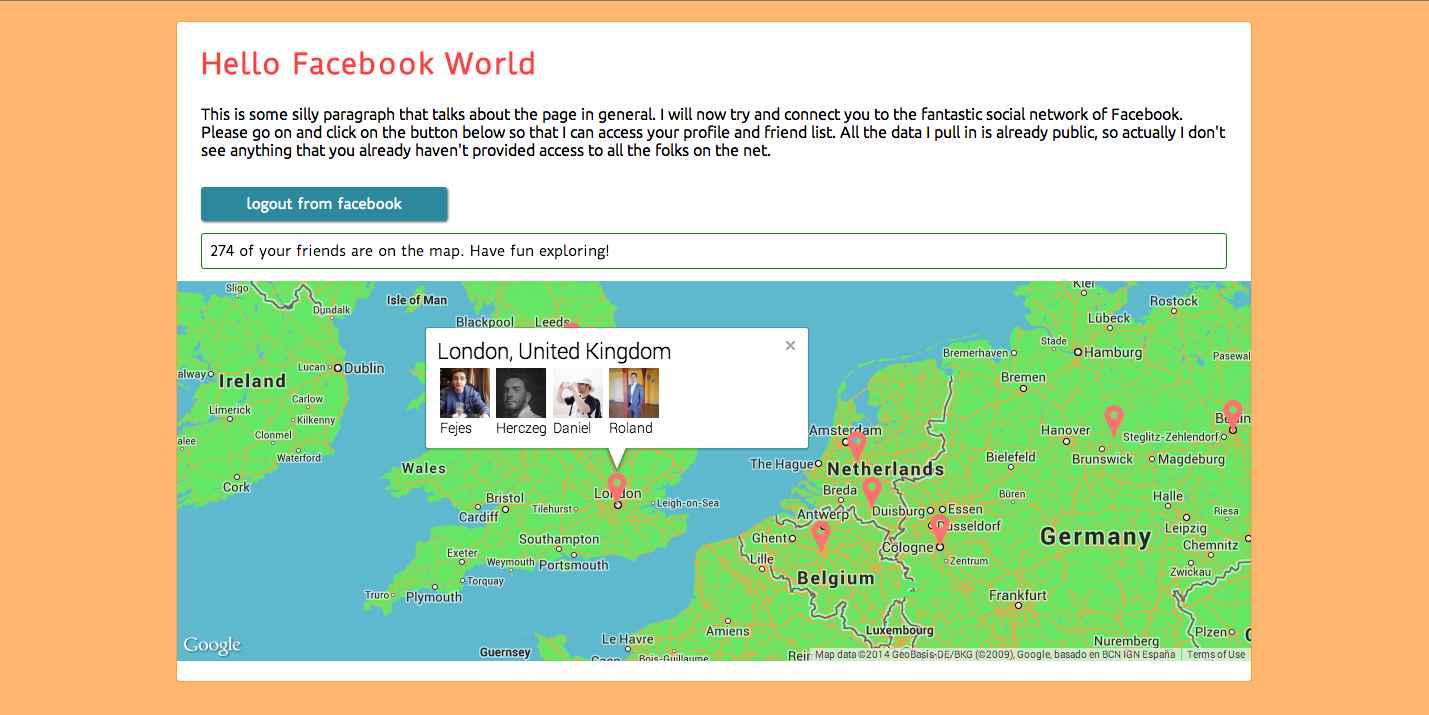 Hello Facebook World
This is some silly paragraph that talks about the page in general. I will now try and connect you to the fantastic social network of Facebook.
Please go on and click on the button below so that I can access your profile and friend list. All the data I pull in is already public, so actually I don't
see anything that you already haven't provided access to all the folks on the net.
logout from facebook
274 of your friends are on the map. Have fun exploring!
Sligo
Isle of Man
Kiel
Rostock
Dundalk
Blackpool
Leeds
Lübeck
London, United Kingdom
×
Stade
Bremerhaven
Hamburg
Pasewal
Lucan
Dublin
alway
Ireland
Bremen
Carlow
Limerick
Kilkenny
Fejes
Herczeg
Daniel
Roland
Amsterdam
Hanover
Clonmel
alee
Steglitz-Zehlendorf
Waterford
Bielefeld
Brunswick
Magdeburg
Wales
The Hague
Netherlands
Cork
Bristol
London
Leigh-on-Sea
Breda
Büren
Halle
Tilehurst
Cardiff
Antwerp
Duisburg
Essen
Riesa
Dusseldorf
Leipzig
Southampton
Ghent
Germany
Cologne
Chemnitz
Exeter
Weymouth
Portsmouth
Lille
Zentrum
Zwickau
Torquay
Belgium
Truro
Plymouth
Frankfurt
Amiens
Luxembourg
Plzen
Le Havre
Nuremberg
Google
Guernsey
Bois-Guillaume
Map data ©2014 GeoBasis-DE/BKG (©2009), Google, basado en BCN IGN España
Terms of Use